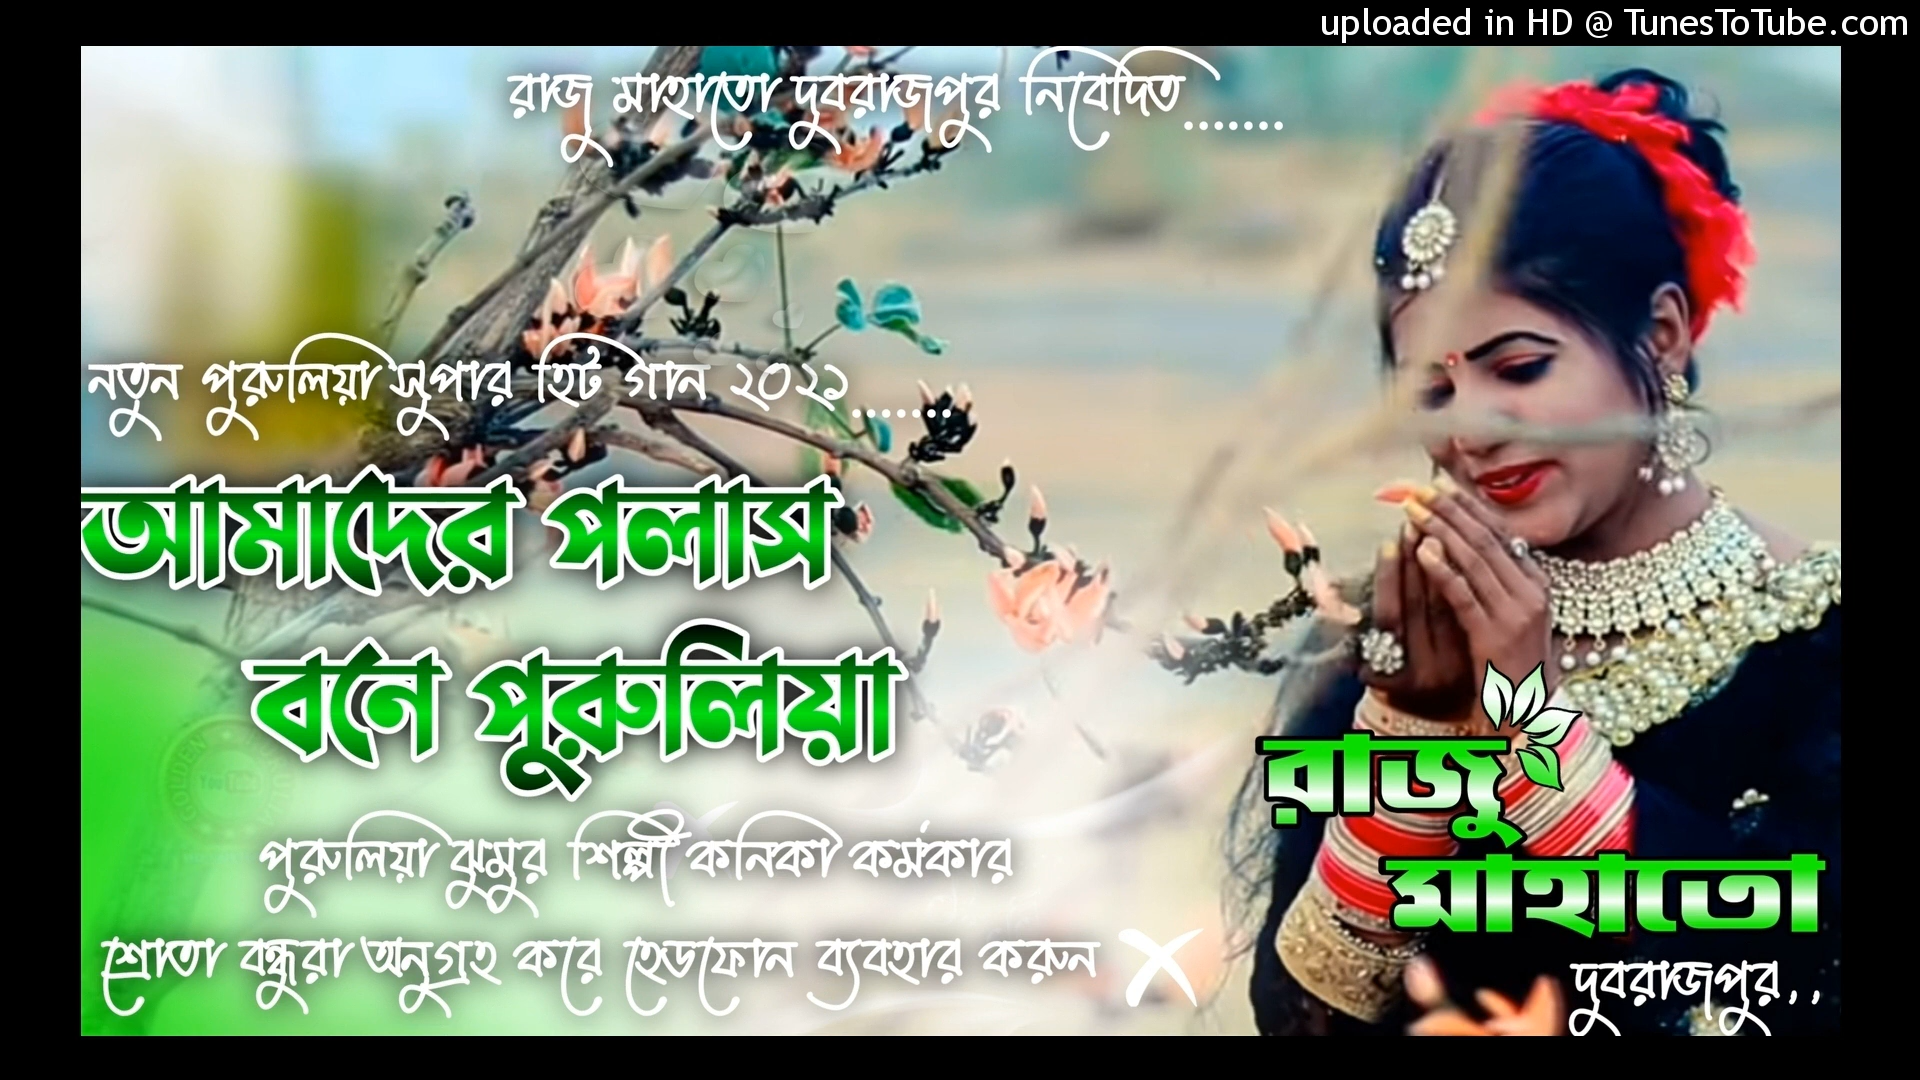 uploaded in HD @ TunesToTube.com
রাজু মাহাতো দুবরাজপুর নিবেদিত.......
নতুন পুরুলিয়া সুপার হিট গান ২০২১.......
আমাদের পলাস
বনে পুরুলিয়া
পুরুলিয়া ঝুমুর শিল্পী কনিকা কর্মকার
শ্রোতা বন্ধুরা অনুগ্রহ করে হেডফোন ব্যবহার করুন
রাজু
মাহাতো
দুবরাজপুর,,